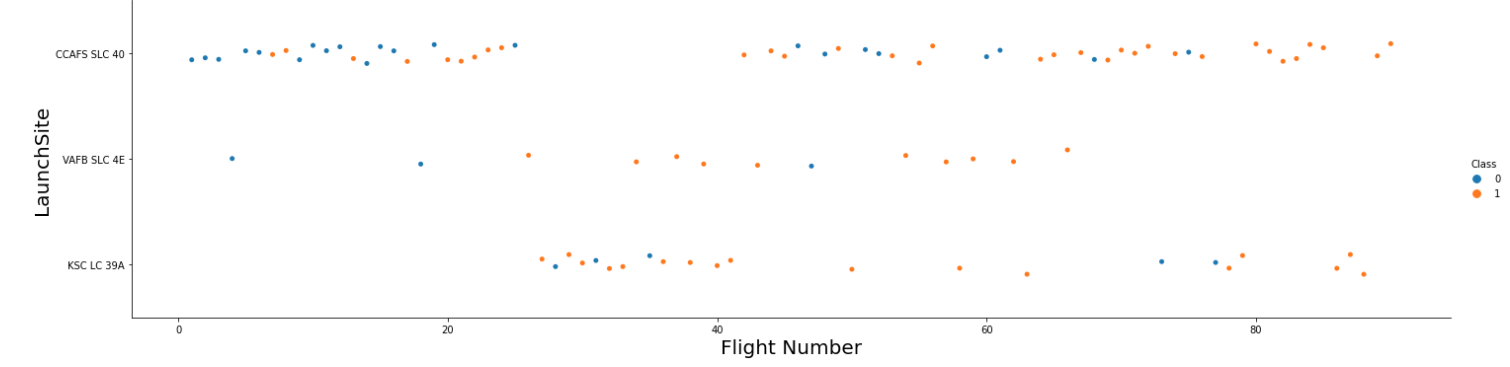 CCAFS SLC 40
VAFB SLC 4E
KSC LC 39A
LaunchSite
0 20 40 60 80
Flight Number
Class
0
1